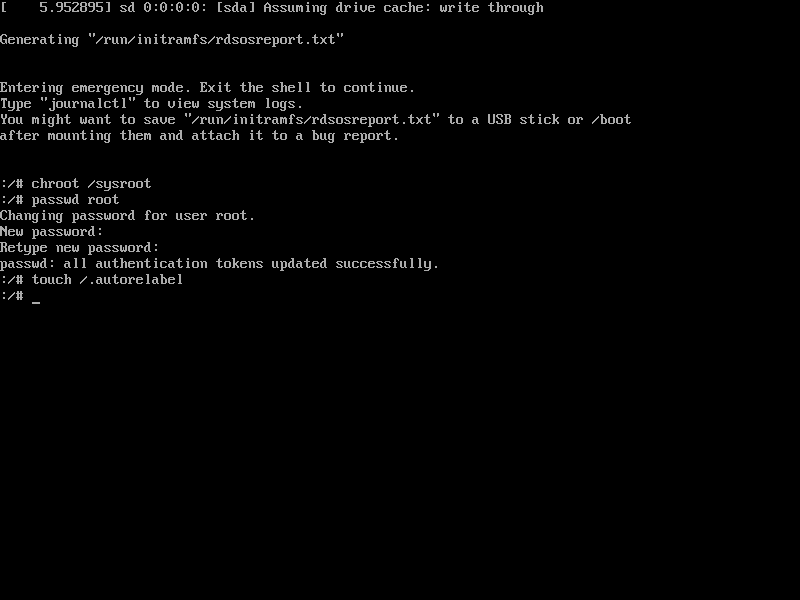 [    5.952895] sd 0:0:0:0: [sda] Assuming drive cache: write through
Generating "/run/initramfs/rdsosreport.txt"
Entering emergency mode. Exit the shell to continue.
Type "journalctl" to view system logs.
You might want to save "/run/initramfs/rdsosreport.txt" to a USB stick or /boot
after mounting them and attach it to a bug report.
:/# chroot /sysroot
:/# passwd root
Changing password for user root.
New password:
Retype new password:
passwd: all authentication tokens updated successfully.
:/# touch /.autorelabel
:/# _